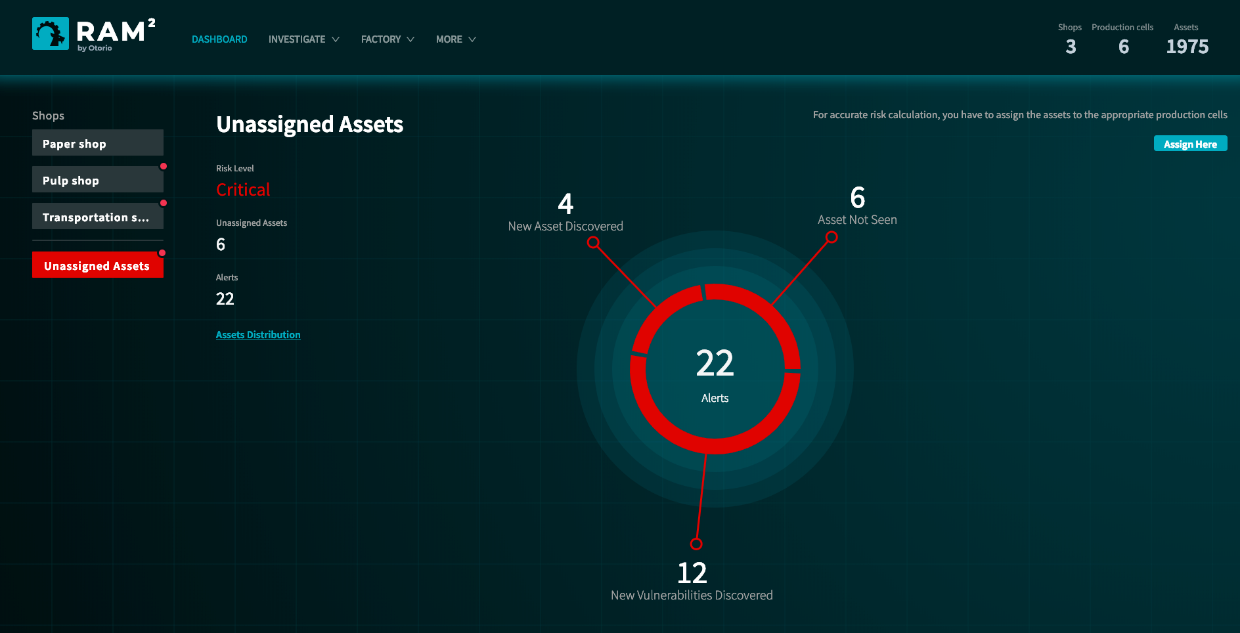 RAM²
by Otorio
DASHBOARD
INVESTIGATE
FACTORY
MORE
Shops
3
Production cells
6
Assets
1975
Shops
Paper shop
Pulp shop
Transportation s...
Unassigned Assets
Unassigned Assets
For accurate risk calculation, you have to assign the assets to the appropriate production cells
Assign Here
Risk Level
Critical
Unassigned Assets
6
Alerts
22
Assets Distribution
4
New Asset Discovered
6
Asset Not Seen
22
Alerts
12
New Vulnerabilities Discovered